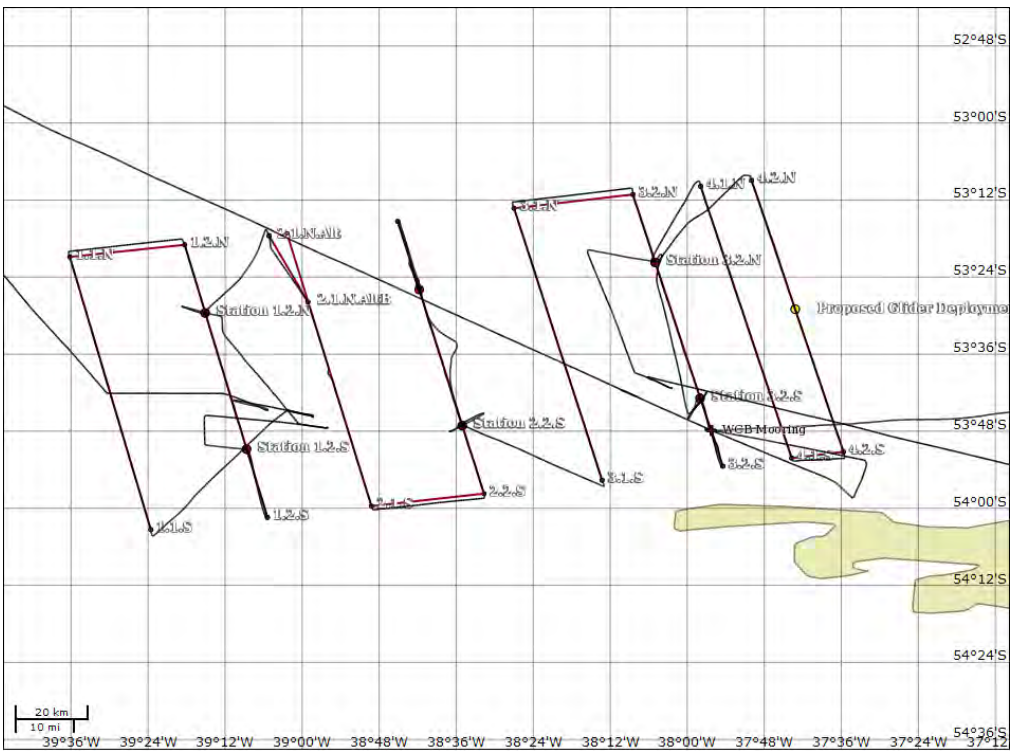 52°48'S
53°00'S
53°12'S
53°24'S
53°36'S
53°48'S
54°00'S
54°12'S
54°24'S
54°36'S
4.2.N
4.1.N
3.2.N
3.1.N
2.1.N.Alt
1.2.N
1.1.N
Station 3.2.N
2.1.N.AltB
Station 1.2.N
Proposed Glider Deployme
Station 3.2.S
Station 2.2.S
WCB Mooring
Station 1.2.S
4.2.S
4.1.S
3.2.S
3.1.S
2.2.S
2.1.S
1.2.S
1.1.S
20 km
10 mi
39°36'W 39°24'W 39°12'W 39°00'W 38°48'W 38°36'W 38°24'W 38°12'W 38°00'W 37°48'W 37°36'W 37°24'W 37°12'